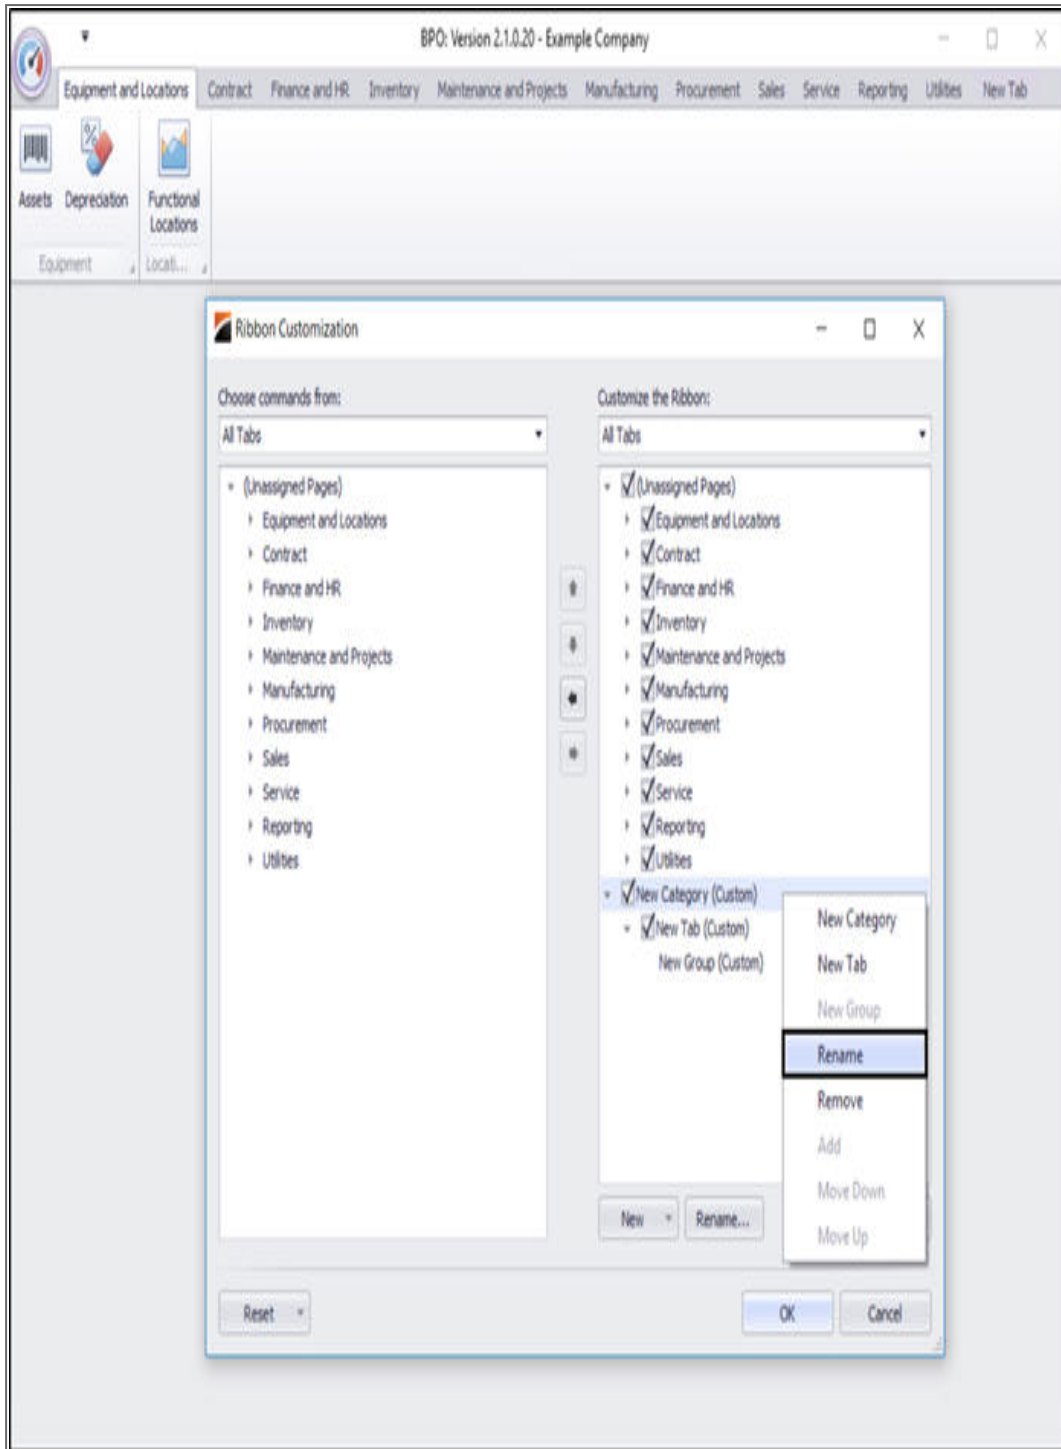 BPO: Version 2.1.0.20 - Example Company
Equipment and Locations Contract Finance and HR Inventory Maintenance and Projects Manufacturing Procurement Sales Service Reporting Utilities New Tab
Assets Depreciation Functional
Locations
Equipment Locati...
Ribbon Customization
Choose commands from: Customize the Ribbon:
All Tabs All Tabs
(Unassigned Pages) (Unassigned Pages)
Equipment and Locations Equipment and Locations
Contract Contract
Finance and HR Finance and HR
Inventory Inventory
Maintenance and Projects Maintenance and Projects
Manufacturing Manufacturing
Procurement Procurement
Sales Sales
Service Service
Reporting Reporting
Utilities Utilities
New Category (Custom)
New Tab (Custom)
New Group (Custom)
New Category
New Tab
New Group
Rename
Remove
Add
Move Down
Move Up
New Rename...
Reset OK Cancel